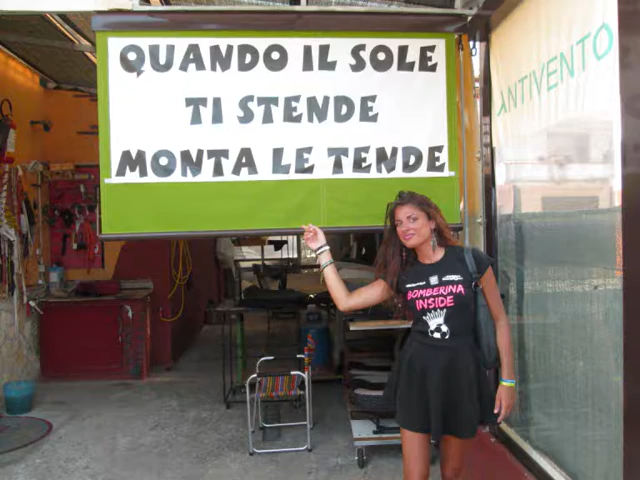 QUANDO IL SOLE
TI STENDE
MONTA LE TENDE
ANTIVENTO
BOMBERINA
INSIDE